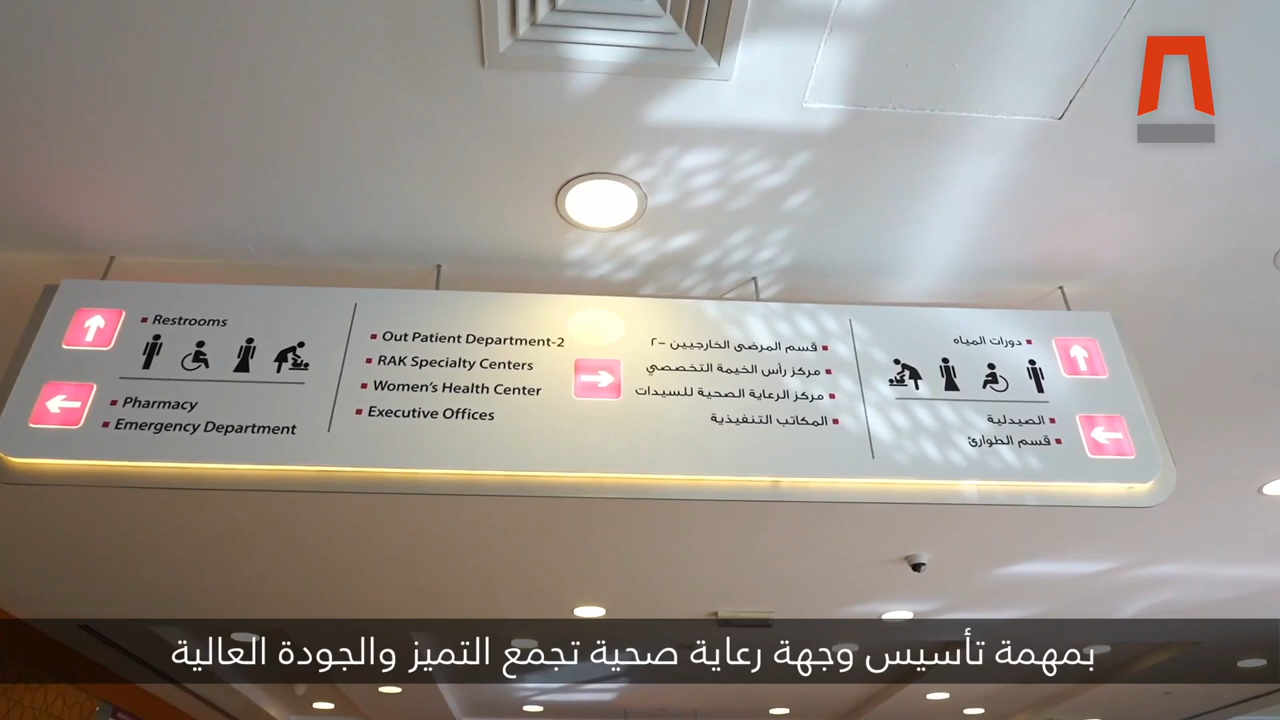 Restrooms
Pharmacy
Emergency Department
Out Patient Department-2
RAK Specialty Centers
Women's Health Center
Executive Offices
قسم المرضى الخارجيين -٢
مركز رأس الخيمة التخصصي
مركز الرعاية الصحية للسيدات
المكاتب التنفيذية
دورات المياه
الصيدلية
قسم الطوارئ
بمهمة تأسيس وجهة رعاية صحية تجمع التميز والجودة العالية